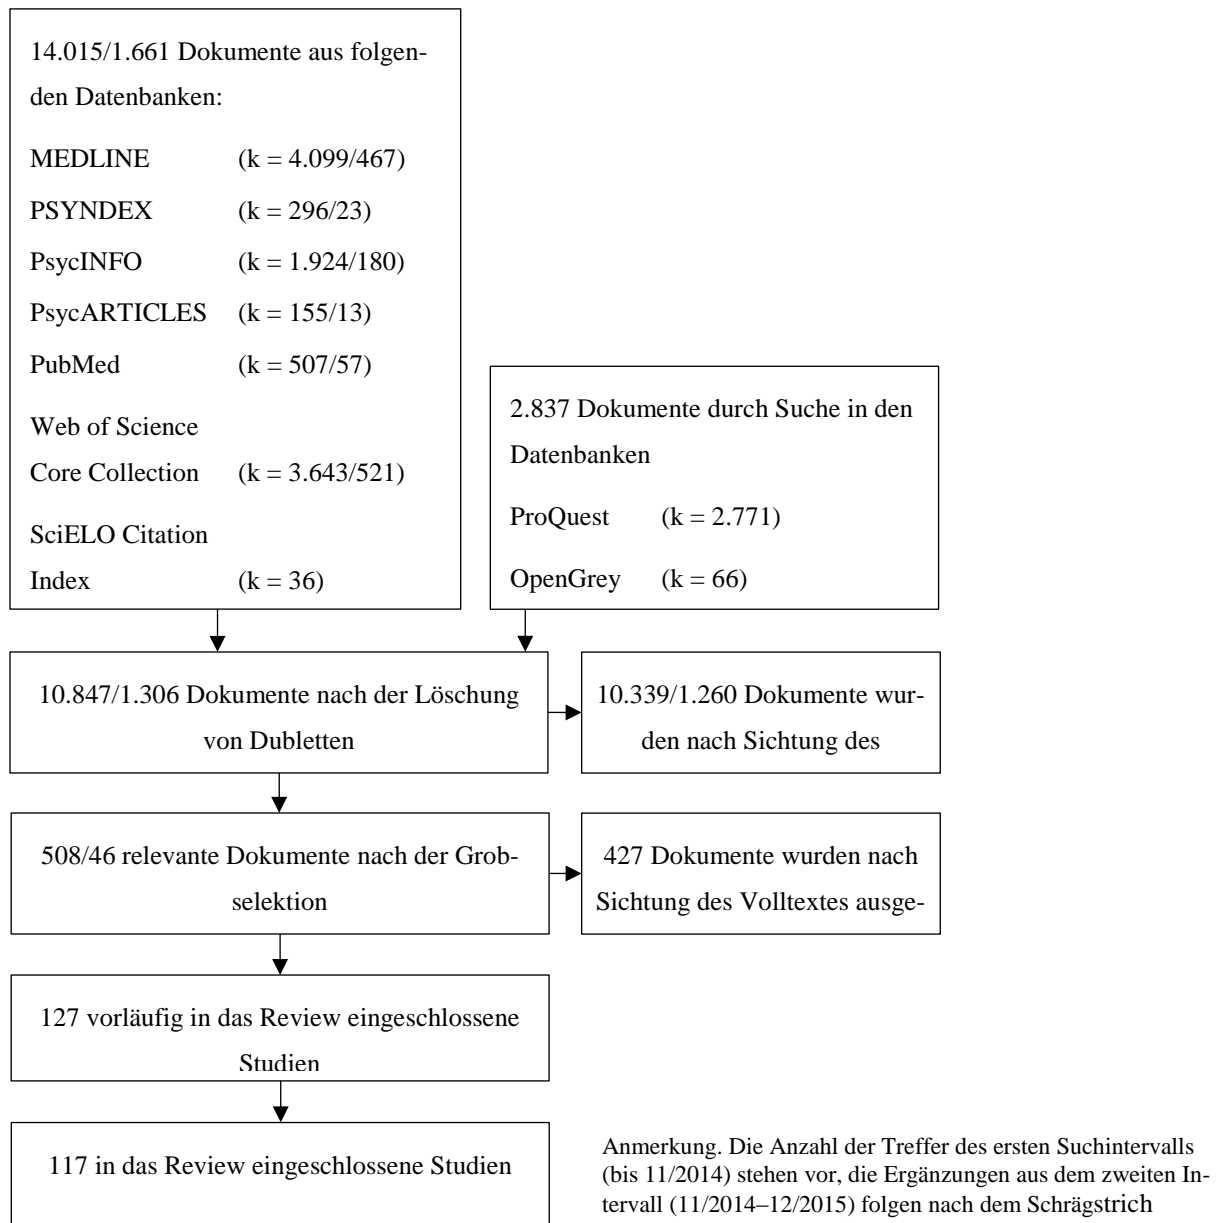 14.015/1.661 Dokumente aus folgen-
den Datenbanken:
MEDLINE (k = 4.099/467)
PSYNDEX (k = 296/23)
PsycINFO (k = 1.924/180)
PsycARTICLES (k = 155/13)
PubMed (k = 507/57)
Web of Science
Core Collection (k = 3.643/521)
SciELO Citation
Index (k = 36)
2.837 Dokumente durch Suche in den
Datenbanken
ProQuest (k = 2.771)
OpenGrey (k = 66)
10.847/1.306 Dokumente nach der Löschung
von Dubletten
10.339/1.260 Dokumente wur-
den nach Sichtung des
508/46 relevante Dokumente nach der Grob-
selektion
427 Dokumente wurden nach
Sichtung des Volltextes ausge-
127 vorläufig in das Review eingeschlossene
Studien
117 in das Review eingeschlossene Studien
Anmerkung. Die Anzahl der Treffer des ersten Suchintervalls
(bis 11/2014) stehen vor, die Ergänzungen aus dem zweiten In-
tervall (11/2014–12/2015) folgen nach dem Schrägstrich